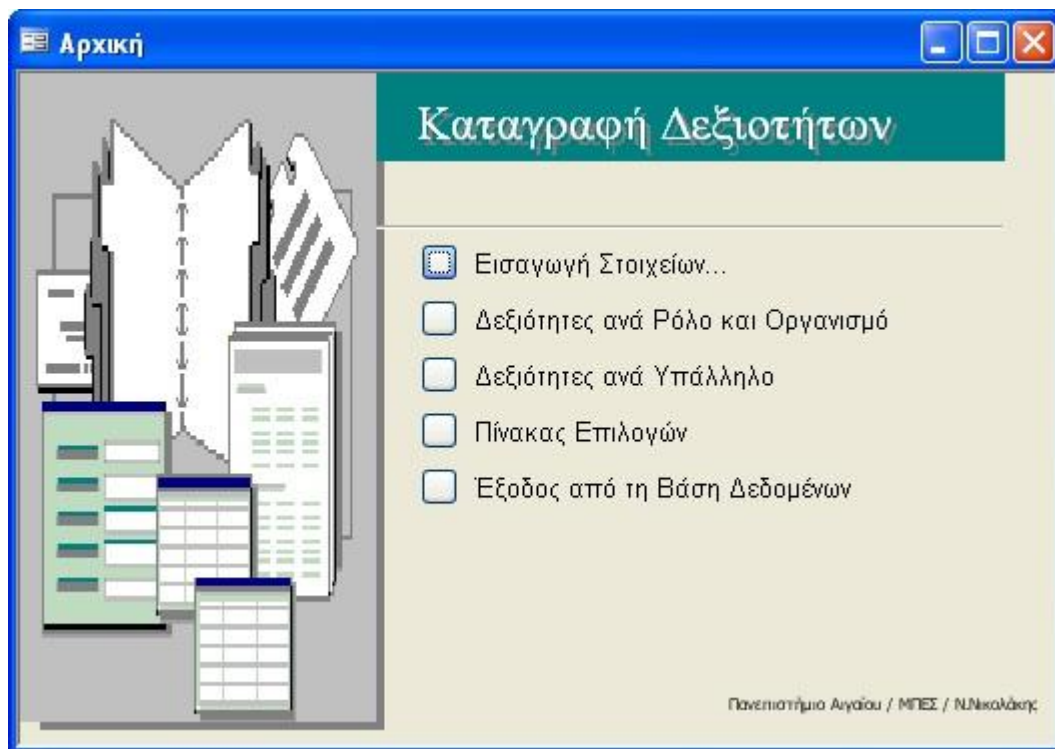 Αρχική
Καταγραφή Δεξιοτήτων
Εισαγωγή Στοιχείων...
Δεξιότητες ανά Ρόλο και Οργανισμό
Δεξιότητες ανά Υπάλληλο
Πίνακας Επιλογών
Έξοδος από τη Βάση Δεδομένων
Πανεπιστήμιο Αιγαίου / ΜΠΕΣ / Ν.Νικολάκης